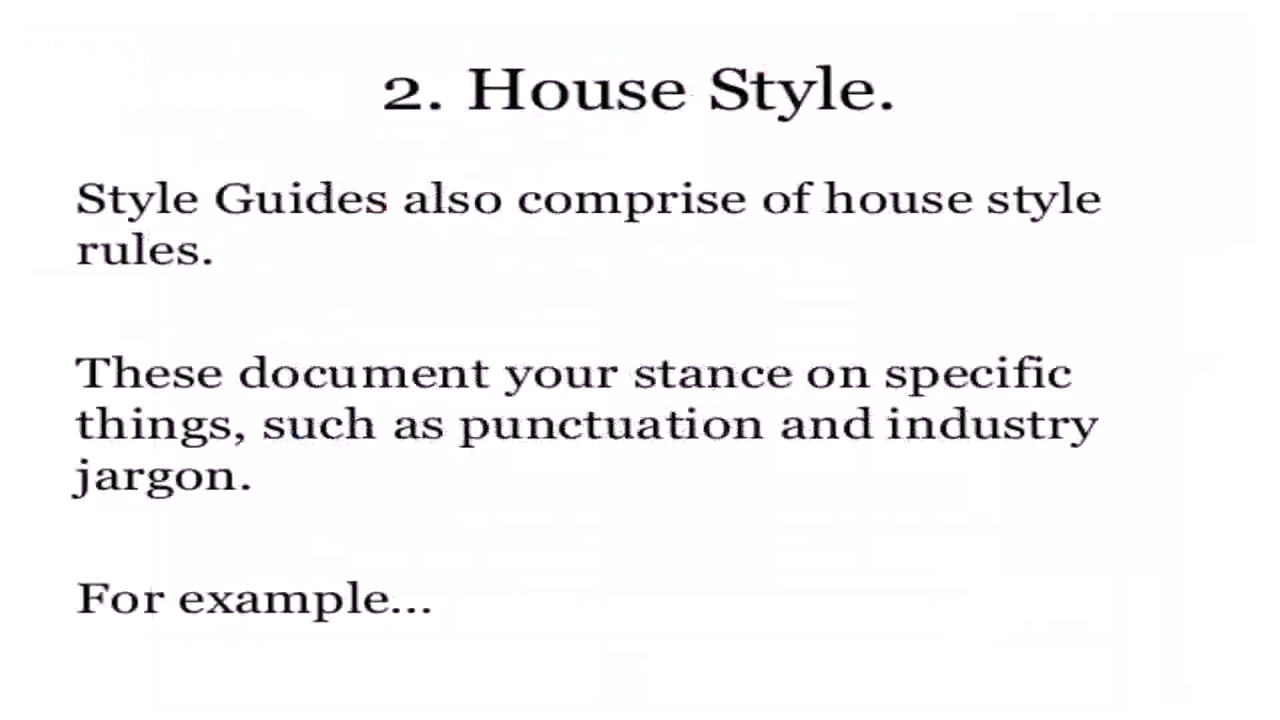 2. House Style.
Style Guides also comprise of house style
rules.
These document your stance on specific
things, such as punctuation and industry
jargon.
For example...